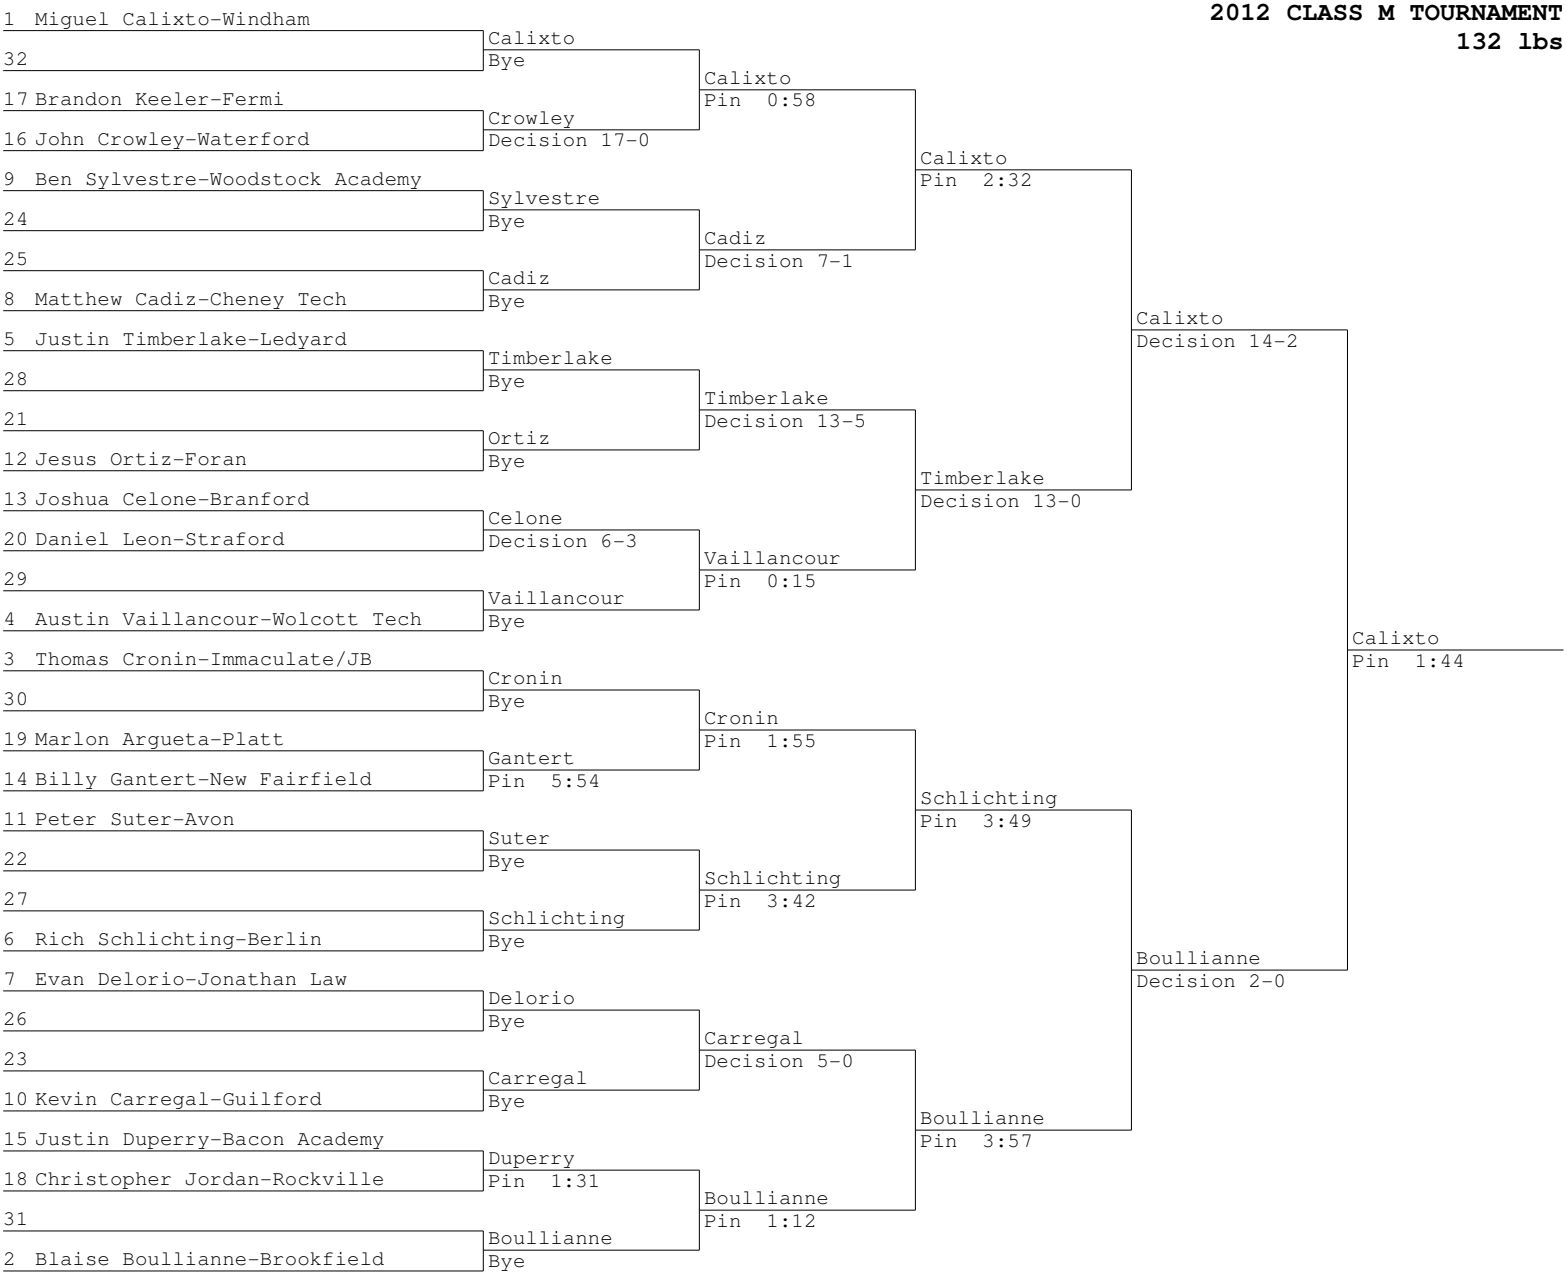 2012 CLASS M TOURNAMENT
132 lbs
1 Miguel Calixto-Windham
32
17 Brandon Keeler-Fermi
16 John Crowley-Waterford
9 Ben Sylvestre-Woodstock Academy
24
25
8 Matthew Cadiz-Cheney Tech
5 Justin Timberlake-Ledyard
28
21
12 Jesus Ortiz-Foran
13 Joshua Celone-Branford
20 Daniel Leon-Straford
29
4 Austin Vaillancour-Wolcott Tech
3 Thomas Cronin-Immaculate/JB
30
19 Marlon Argueta-Platt
14 Billy Gantert-New Fairfield
11 Peter Suter-Avon
22
27
6 Rich Schlichting-Berlin
7 Evan Delorio-Jonathan Law
26
23
10 Kevin Carregal-Guilford
15 Justin Duperry-Bacon Academy
18 Christopher Jordan-Rockville
31
2 Blaise Boullianne-Brookfield
Calixto
Bye
Crowley
Decision 17-0
Sylvestre
Bye
Cadiz
Bye
Timberlake
Bye
Ortiz
Bye
Celone
Decision 6-3
Vaillancour
Bye
Cronin
Bye
Gantert
Pin 5:54
Suter
Bye
Schlichting
Bye
Delorio
Bye
Carregal
Bye
Duperry
Pin 1:31
Boullianne
Bye
Calixto
Pin 0:58
Cadiz
Decision 7-1
Timberlake
Decision 13-5
Vaillancour
Pin 0:15
Cronin
Pin 1:55
Schlichting
Pin 3:42
Carregal
Decision 5-0
Boullianne
Pin 1:12
Calixto
Pin 2:32
Timberlake
Decision 13-0
Schlichting
Pin 3:49
Boullianne
Pin 3:57
Calixto
Decision 14-2
Boullianne
Decision 2-0
Calixto
Pin 1:44